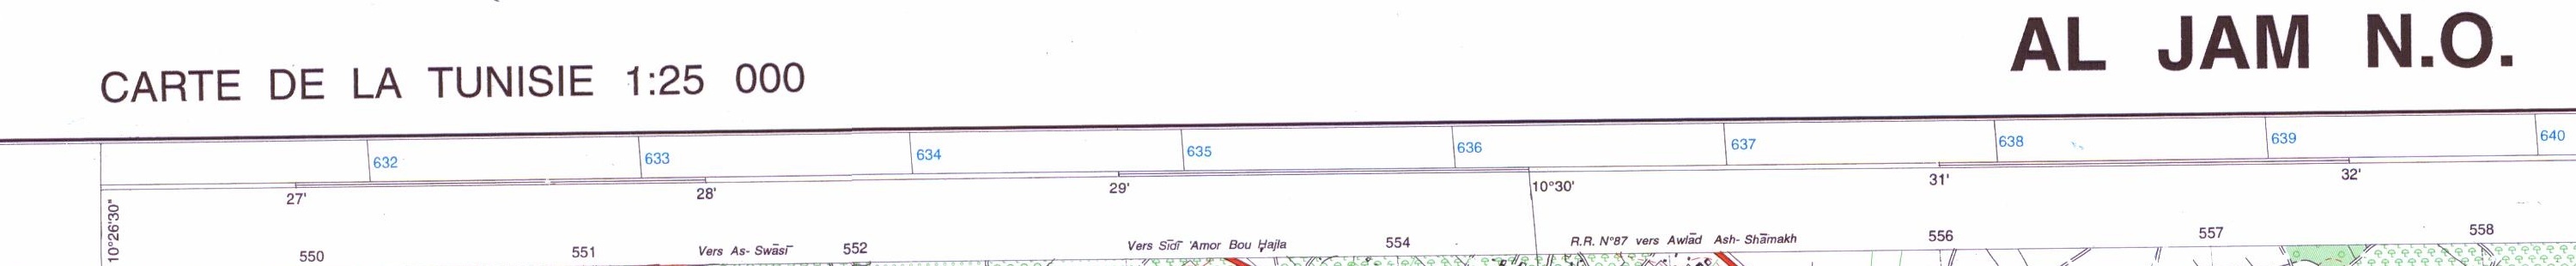 AL JAM N.O.
CARTE DE LA TUNISIE 1:25 000
632 633 634 635 636 637 638 639 640
27' 28' 29' 10°30' 31' 32'
10°26'30"
550 551 Vers As-Swāsī 552 Vers Sīdī 'Amor Bou Ḥajla 554 R.R. N°87 vers Awlād Ash-Shāmakh 556 557 558